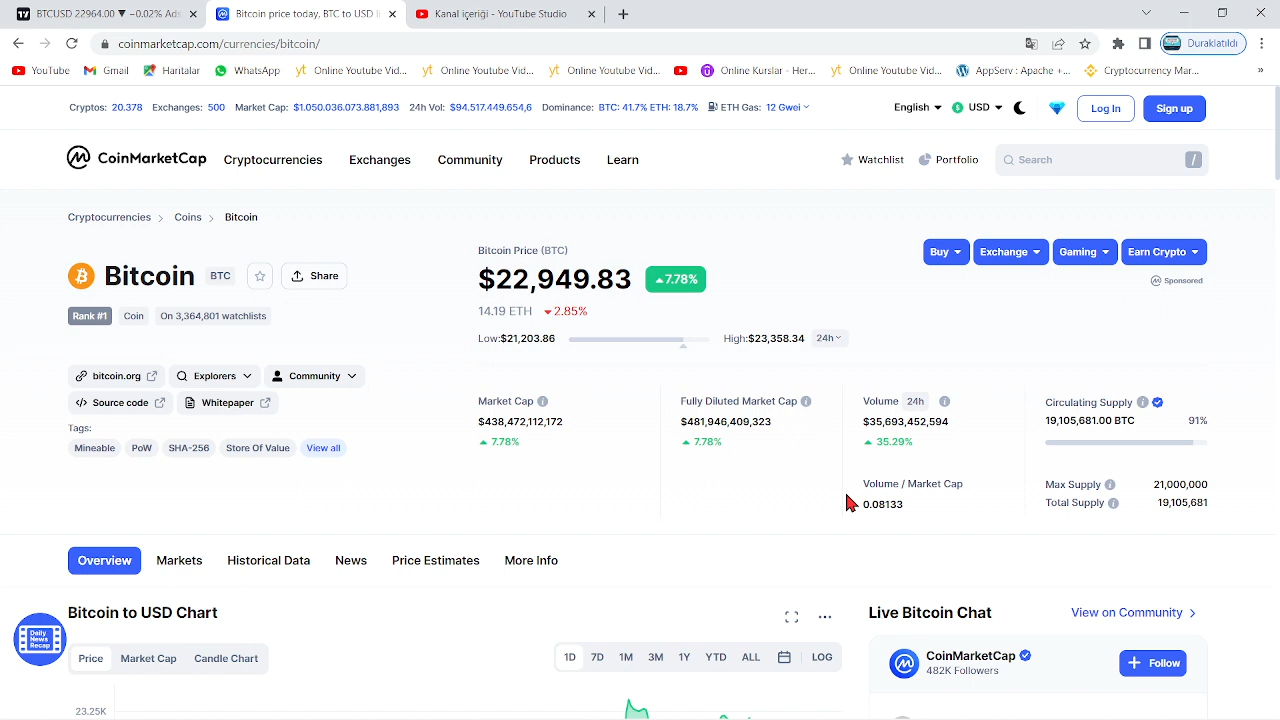 BTCUSD 22964.00 ▼ −0.02% Ads
Bitcoin price today, BTC to USD li
Kanal içeriği - YouTube Studio
coinmarketcap.com/currencies/bitcoin/
Duraklatıldı
YouTube
Gmail
Haritalar
WhatsApp
Online Youtube Vid...
Online Youtube Vid...
Online Youtube Vid...
Online Kurslar - Her...
Online Youtube Vid...
AppServ : Apache +...
Cryptocurrency Mar...
»
Cryptos: 20.378 Exchanges: 500 Market Cap: $1.050.036.073.881,893 24h Vol: $94.517.449.654,6 Dominance: BTC: 41.7% ETH: 18.7% ETH Gas: 12 Gwei
English
USD
Log In
Sign up
CoinMarketCap
Cryptocurrencies
Exchanges
Community
Products
Learn
Watchlist
Portfolio
Search
/
Cryptocurrencies > Coins > Bitcoin
Bitcoin
BTC
Share
Rank #1
Coin
On 3,364,801 watchlists
bitcoin.org
Explorers
Community
Source code
Whitepaper
Tags:
Mineable
PoW
SHA-256
Store Of Value
View all
Bitcoin Price (BTC)
$22,949.83
7.78%
14.19 ETH 2.85%
Low:$21,203.86
High:$23,358.34
24h
Buy
Exchange
Gaming
Earn Crypto
Sponsored
Market Cap
$438,472,112,172
7.78%
Fully Diluted Market Cap
$481,946,409,323
7.78%
Volume 24h
$35,693,452,594
35.29%
Volume / Market Cap
0.08133
Circulating Supply
19,105,681.00 BTC 91%
Max Supply 21,000,000
Total Supply 19,105,681
Overview
Markets
Historical Data
News
Price Estimates
More Info
Bitcoin to USD Chart
Daily
News
Recap
Price
Market Cap
Candle Chart
1D
7D
1M
3M
1Y
YTD
ALL
LOG
23.25K
Live Bitcoin Chat
View on Community >
CoinMarketCap
482K Followers
+ Follow